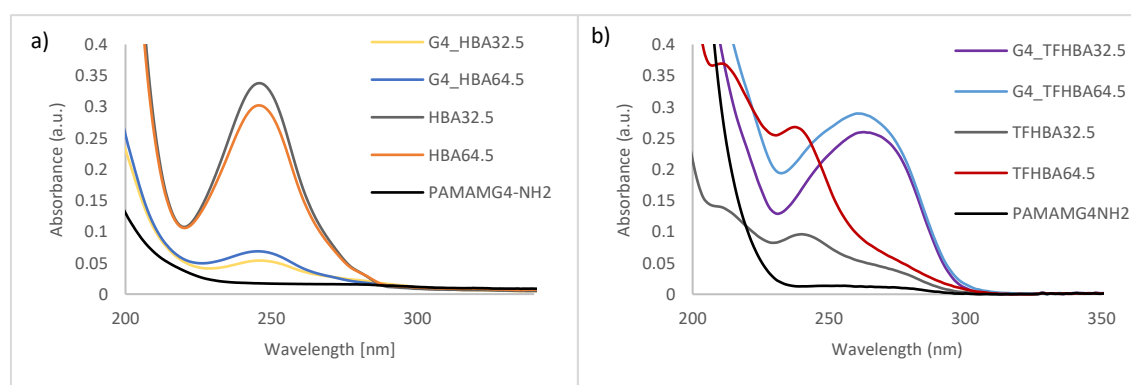 a)
Absorbance (a.u.)
0.4
0.35
0.3
0.25
0.2
0.15
0.1
0.05
0
200
250
300
Wavelength [nm]
G4_HBA32.5
G4_HBA64.5
HBA32.5
HBA64.5
PAMAMG4-NH2
b)
Absorbance (a.u.)
0.4
0.35
0.3
0.25
0.2
0.15
0.1
0.05
0
200
250
300
350
Wavelength (nm)
G4_TFHBA32.5
G4_TFHBA64.5
TFHBA32.5
TFHBA64.5
PAMAMG4NH2